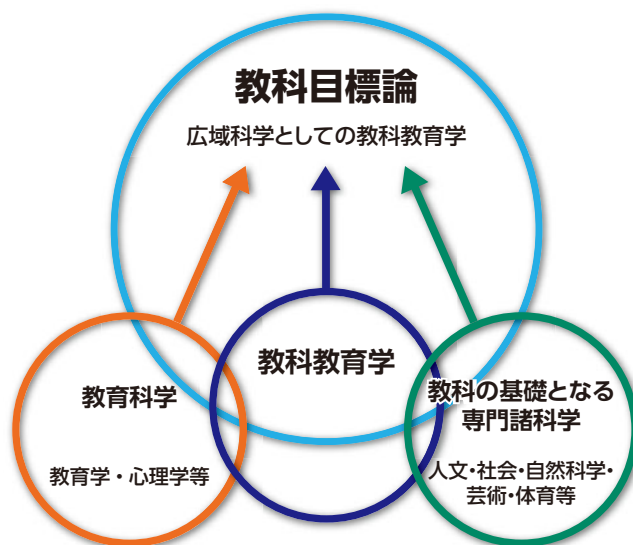 教科目標論
広域科学としての教科教育学
教科教育学
教育科学
教育学・心理学等
教科の基礎となる
専門諸科学
人文・社会・自然科学・
芸術・体育等